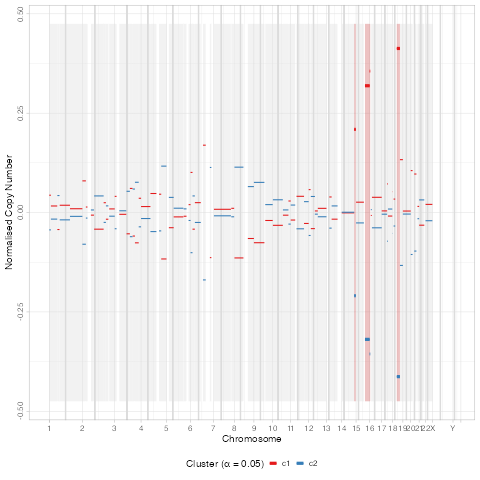 0.50
0.25
0.00
-0.25
-0.50
Normalised Copy Number
1 2 3 4 5 6 7 8 9 10 11 12 13 14 15 16 17 18 19 20 21 22 X Y
Chromosome
Cluster (α = 0.05) c1 c2